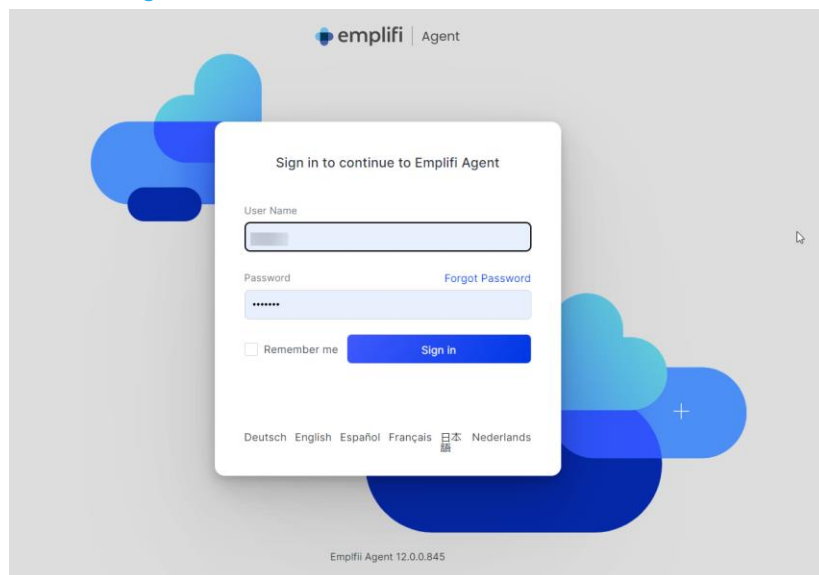 emplifi | Agent
Sign in to continue to Emplifi Agent
User Name
Password
Forgot Password
•••••••
Remember me
Sign in
Deutsch English Español Français 日本語 Nederlands
Emplfii Agent 12.0.0.845